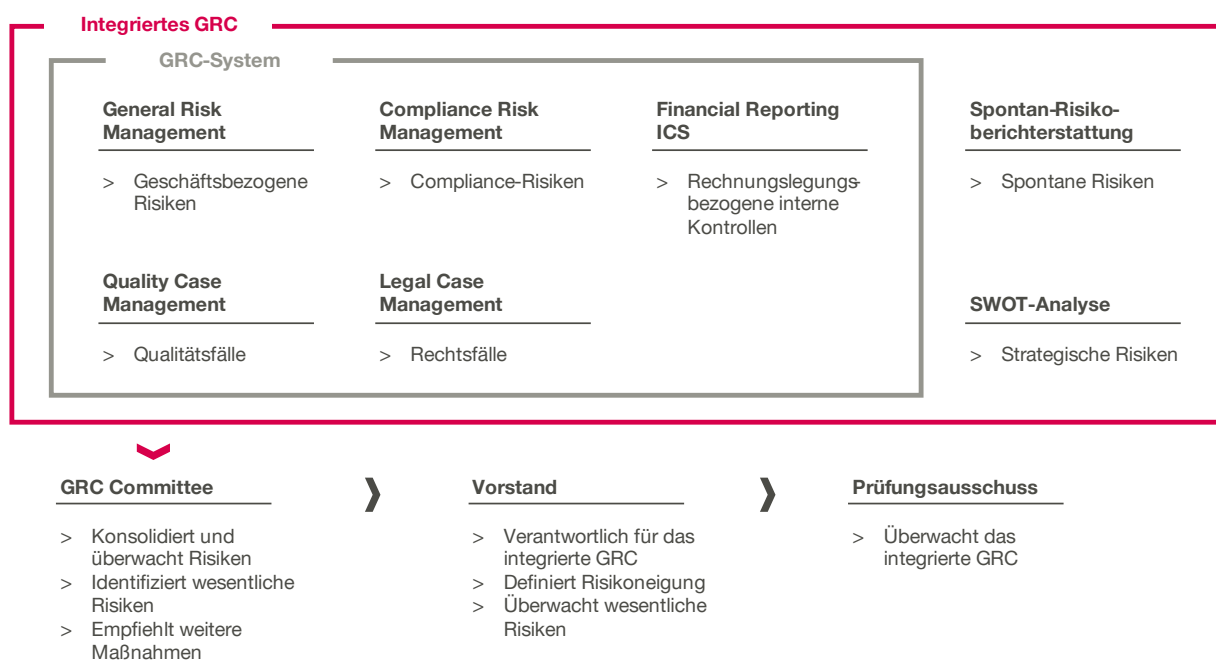 Integriertes GRC
GRC-System
General Risk
Management
> Geschäftsbezogene
Risiken
Compliance Risk
Management
> Compliance-Risiken
Financial Reporting
ICS
> Rechnungslegungs-
bezogene interne
Kontrollen
Spontan-Risiko-
berichterstattung
> Spontane Risiken
Quality Case
Management
> Qualitätsfälle
Legal Case
Management
> Rechtsfälle
SWOT-Analyse
> Strategische Risiken
GRC Committee
> Konsolidiert und
überwacht Risiken
> Identifiziert wesentliche
Risiken
> Empfiehlt weitere
Maßnahmen
Vorstand
> Verantwortlich für das
integrierte GRC
> Definiert Risikoneigung
> Überwacht wesentliche
Risiken
Prüfungsausschuss
> Überwacht das
integrierte GRC